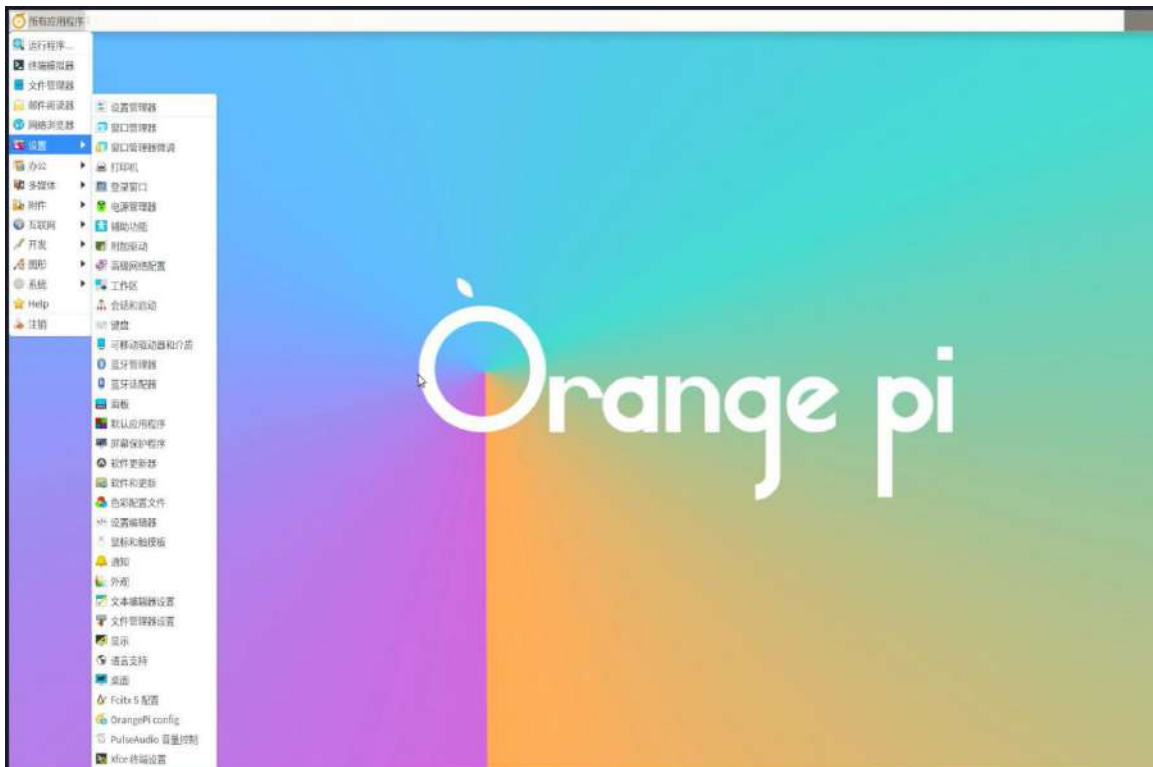 所有应用程序
运行程序...
终端模拟器
文件管理器
邮件阅读器
网络浏览器
设置
办公
多媒体
附件
互联网
开发
图形
系统
Help
注销
设置管理器
窗口管理器
窗口管理器微调
打印机
登录窗口
电源管理器
辅助功能
附加驱动
高级网络配置
工作区
会话和启动
键盘
可移动驱动器和介质
蓝牙管理器
蓝牙适配器
面板
默认应用程序
屏幕保护程序
软件更新器
软件和更新
色彩配置文件
设置编辑器
鼠标和触摸板
通知
外观
文本编辑器设置
文件管理器设置
显示
语言支持
桌面
Fcitx 5 配置
OrangePi config
PulseAudio 音量控制
Xfce 终端设置
Orange pi